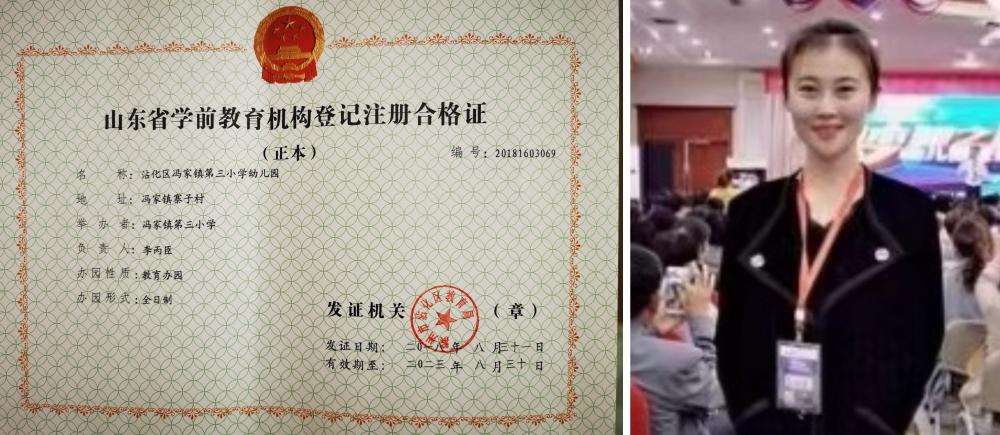 山东省学前教育机构登记注册合格证
(正本)
编 号: 20181603069
名 称: 沾化区冯家镇第三小学幼儿园
地 址: 冯家镇寨子村
举 办 者: 冯家镇第三小学
负 责 人: 李丙臣
办园性质: 教育办园
办园形式: 全日制
发证机关 (章)
发证日期: 二〇一八年 八 月三十一日
有效期至: 二〇二三 年 八 月三十 日